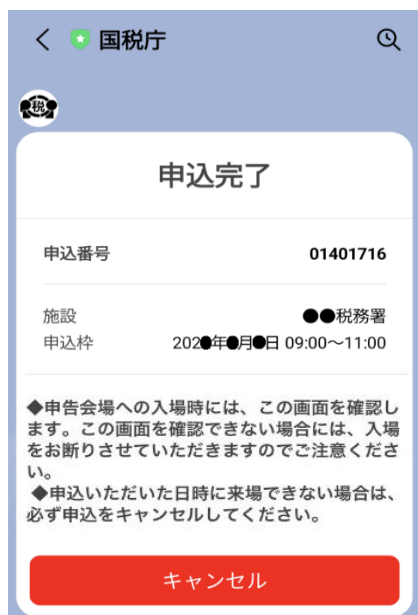 国税庁
税
申込完了
申込番号 01401716
施設 ●●税務署
申込枠 202●年●月●日 09:00～11:00
◆申告会場への入場時には、この画面を確認し
ます。この画面を確認できない場合には、入場
をお断りさせていただきますのでご注意くださ
い。
◆申込いただいた日時に来場できない場合は、
必ず申込をキャンセルしてください。
キャンセル